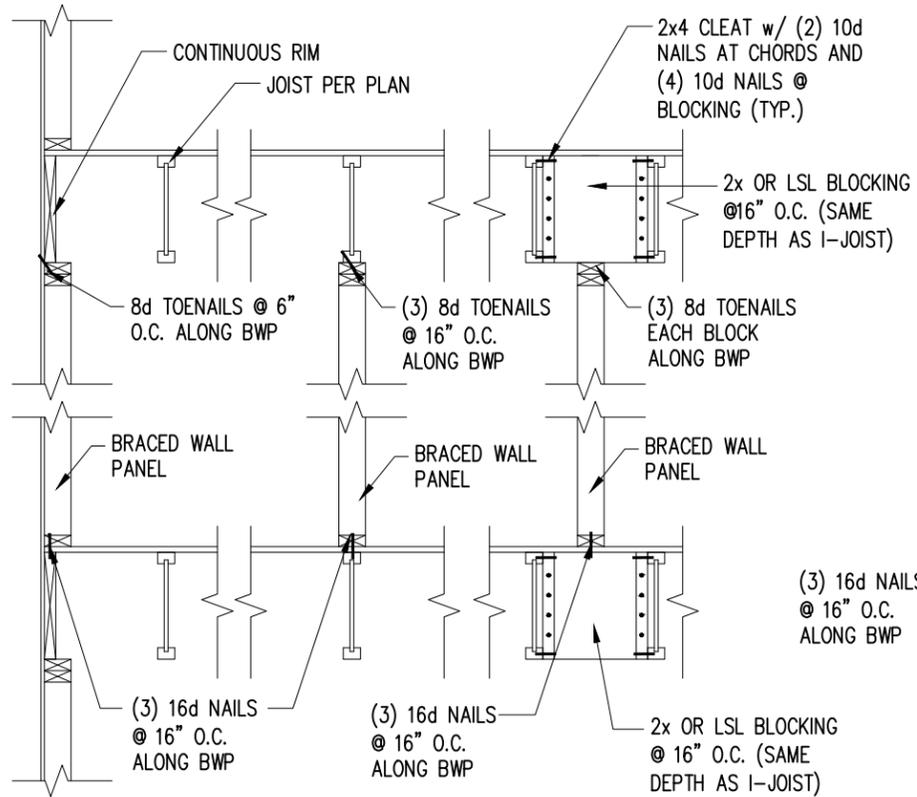 CONTINUOUS RIM
JOIST PER PLAN
2x4 CLEAT w/ (2) 10d
NAILS AT CHORDS AND
(4) 10d NAILS @
BLOCKING (TYP.)
2x OR LSL BLOCKING
@16" O.C. (SAME
DEPTH AS I-JOIST)
8d TOENAILS @ 6"
O.C. ALONG BWP
(3) 8d TOENAILS
@ 16" O.C.
ALONG BWP
(3) 8d TOENAILS
EACH BLOCK
ALONG BWP
BRACED WALL
PANEL
BRACED WALL
PANEL
BRACED WALL
PANEL
(3) 16d NAILS
@ 16" O.C.
ALONG BWP
(3) 16d NAILS
@ 16" O.C.
ALONG BWP
(3) 16d NAILS
@ 16" O.C.
ALONG BWP
2x OR LSL BLOCKING
@ 16" O.C. (SAME
DEPTH AS I-JOIST)